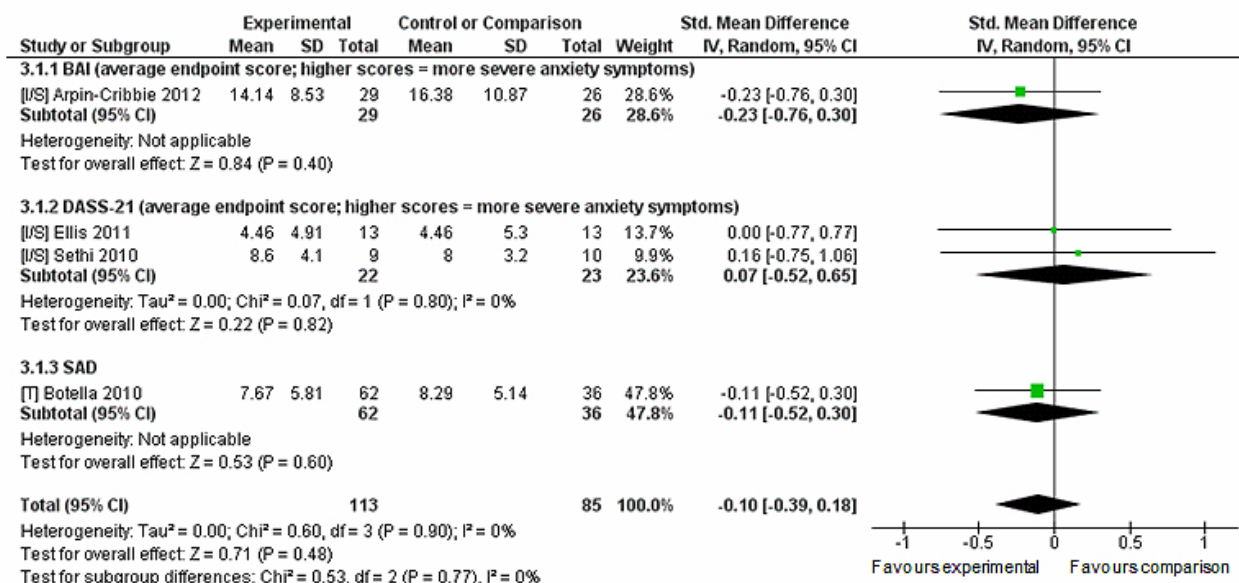 Experimental Control or Comparison Std. Mean Difference Std. Mean Difference
Study or Subgroup Mean SD Total Mean SD Total Weight IV, Random, 95% CI IV, Random, 95% CI
3.1.1 BAI (average endpoint score; higher scores = more severe anxiety symptoms)
[I/S] Arpin-Cribbie 2012 14.14 8.53 29 16.38 10.87 26 28.6% -0.23 [-0.76, 0.30]
Subtotal (95% CI) 29 26 28.6% -0.23 [-0.76, 0.30]
Heterogeneity: Not applicable
Test for overall effect: Z = 0.84 (P = 0.40)
3.1.2 DASS-21 (average endpoint score; higher scores = more severe anxiety symptoms)
[I/S] Ellis 2011 4.46 4.91 13 4.46 5.3 13 13.7% 0.00 [-0.77, 0.77]
[I/S] Sethi 2010 8.6 4.1 9 8 3.2 10 9.9% 0.16 [-0.75, 1.06]
Subtotal (95% CI) 22 23 23.6% 0.07 [-0.52, 0.65]
Heterogeneity: Tau² = 0.00; Chi² = 0.07, df = 1 (P = 0.80); I² = 0%
Test for overall effect: Z = 0.22 (P = 0.82)
3.1.3 SAD
[T] Botella 2010 7.67 5.81 62 8.29 5.14 36 47.8% -0.11 [-0.52, 0.30]
Subtotal (95% CI) 62 36 47.8% -0.11 [-0.52, 0.30]
Heterogeneity: Not applicable
Test for overall effect: Z = 0.53 (P = 0.60)
Total (95% CI) 113 85 100.0% -0.10 [-0.39, 0.18]
Heterogeneity: Tau² = 0.00; Chi² = 0.60, df = 3 (P = 0.90); I² = 0%
Test for overall effect: Z = 0.71 (P = 0.48)
Test for subgroup differences: Chi² = 0.53, df = 2 (P = 0.77), I² = 0%
-1 -0.5 0 0.5 1
Favours experimental Favours comparison